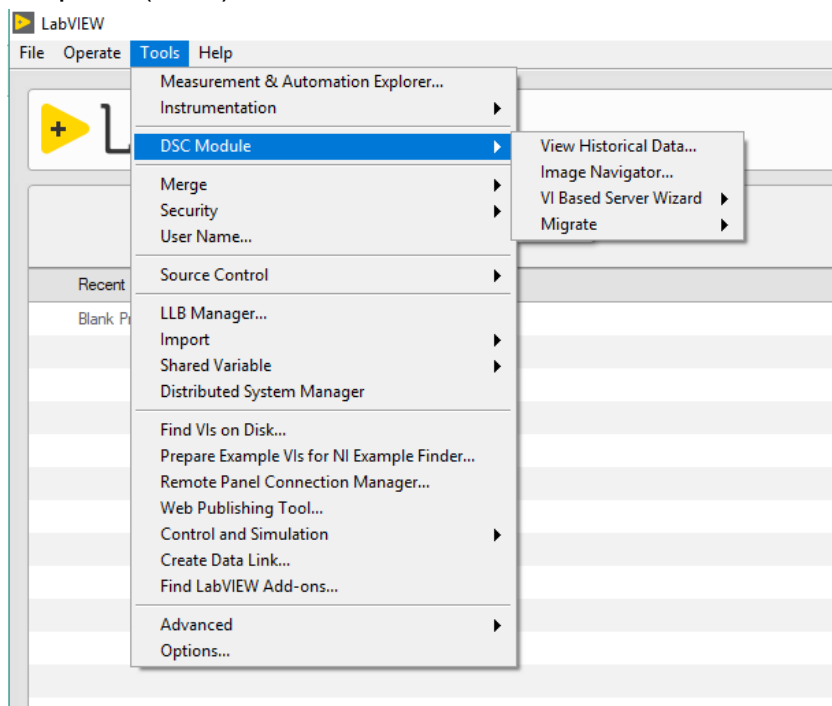 LabVIEW
File Operate Tools Help
Measurement & Automation Explorer...
Instrumentation
DSC Module
View Historical Data...
Image Navigator...
VI Based Server Wizard
Migrate
Merge
Security
User Name...
Source Control
Recent
Blank
LLB Manager...
Import
Shared Variable
Distributed System Manager
Find VIs on Disk...
Prepare Example VIs for NI Example Finder...
Remote Panel Connection Manager...
Web Publishing Tool...
Control and Simulation
Create Data Link...
Find LabVIEW Add-ons...
Advanced
Options...